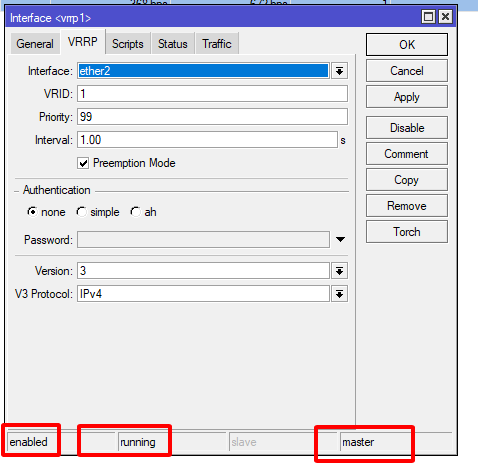 Interface <vrrp1>
General VRRP Scripts Status Traffic
OK
Interface: ether2
Cancel
VRID: 1
Apply
Priority: 99
Disable
Interval: 1.00 s
Comment
Preemption Mode
Copy
Authentication
Remove
none simple ah
Torch
Password:
Version: 3
V3 Protocol: IPv4
enabled running slave master